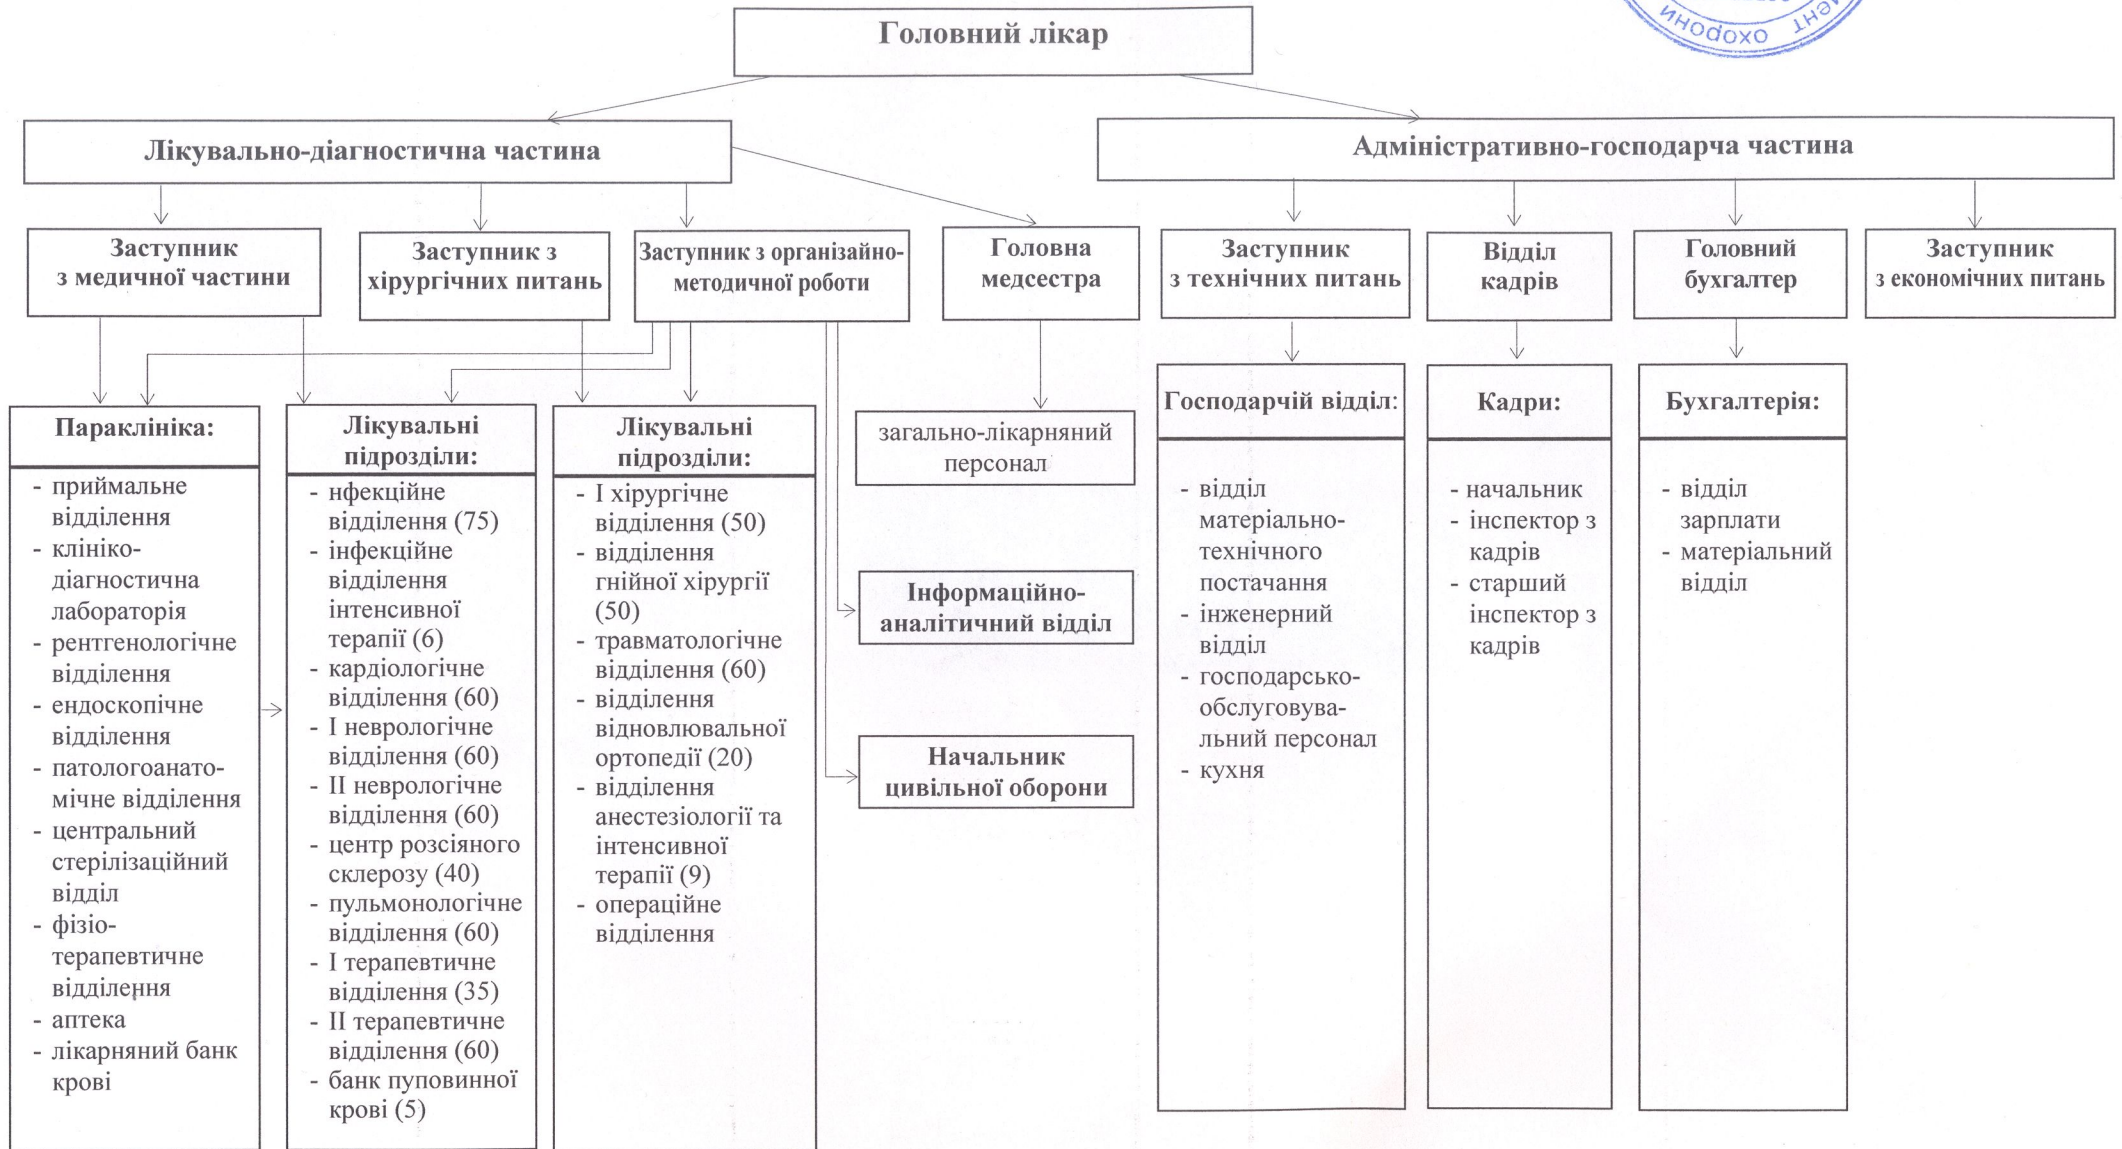 Головний лікар
мент охорони
Лікувально-діагностична частина
Адміністративно-господарча частина
Заступник
з медичної частини
Заступник з
хірургічних питань
Заступник з організайно-
методичної роботи
Головна
медсестра
Заступник
з технічних питань
Відділ
кадрів
Головний
бухгалтер
Заступник
з економічних питань
Параклініка:
- приймальне
відділення
- клініко-
діагностична
лабораторія
- рентгенологічне
відділення
- ендоскопічне
відділення
- патологоанато-
мічне відділення
- центральний
стерілізаційний
відділ
- фізіо-
терапевтичне
відділення
- аптека
- лікарняний банк
крові
Лікувальні
підрозділи:
- нфекційне
відділення (75)
- інфекційне
відділення
інтенсивної
терапії (6)
- кардіологічне
відділення (60)
- І неврологічне
відділення (60)
- ІІ неврологічне
відділення (60)
- центр розсіяного
склерозу (40)
- пульмонологічне
відділення (60)
- І терапевтичне
відділення (35)
- ІІ терапевтичне
відділення (60)
- банк пуповинної
крові (5)
Лікувальні
підрозділи:
- І хірургічне
відділення (50)
- відділення
гнійної хірургії
(50)
- травматологічне
відділення (60)
- відділення
відновлювальної
ортопедії (20)
- відділення
анестезіології та
інтенсивної
терапії (9)
- операційне
відділення
загально-лікарняний
персонал
Інформаційно-
аналітичний відділ
Начальник
цивільної оборони
Господарчій відділ:
- відділ
матеріально-
технічного
постачання
- інженерний
відділ
- господарсько-
обслуговува-
льний персонал
- кухня
Кадри:
- начальник
- інспектор з
кадрів
- старший
інспектор з
кадрів
Бухгалтерія:
- відділ
зарплати
- матеріальний
відділ